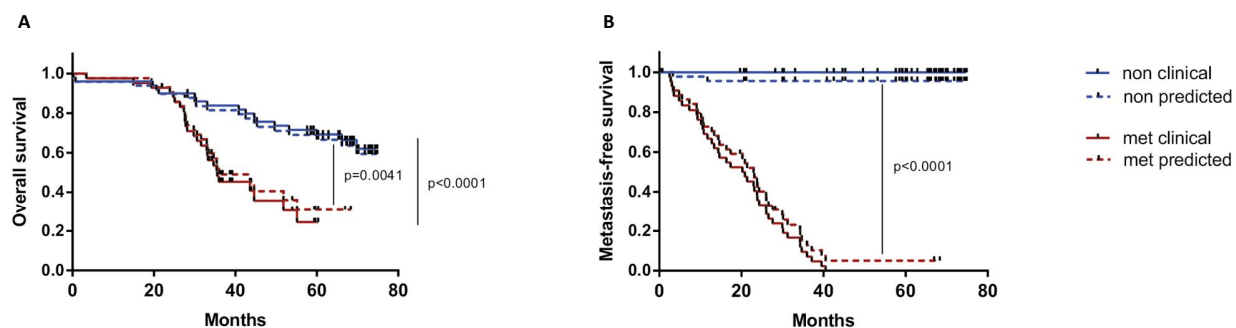 A
Overall survival
1.0
0.8
0.6
0.4
0.2
0.0
0 20 40 60 80
Months
p=0.0041
p<0.0001
B
Metastasis-free survival
1.0
0.8
0.6
0.4
0.2
0.0
0 20 40 60 80
Months
p<0.0001
non clinical
non predicted
met clinical
met predicted